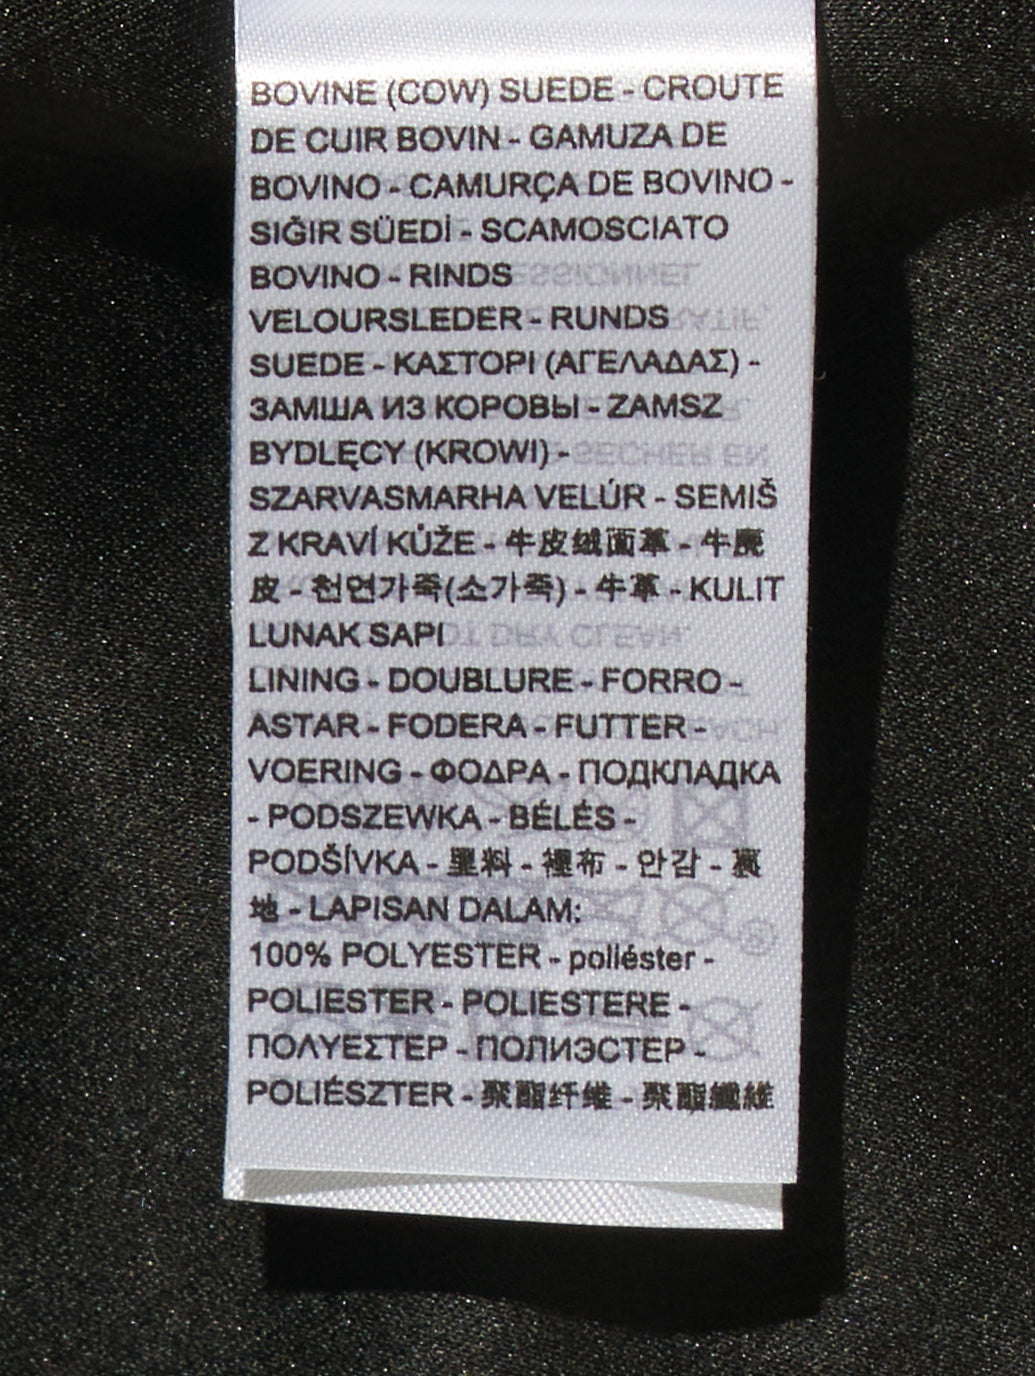 BOVINE (COW) SUEDE - CROUTE
DE CUIR BOVIN - GAMUZA DE
BOVINO - CAMURÇA DE BOVINO -
SIĞIR SÜEDİ - SCAMOSCIATO
BOVINO - RINDS
VELOURSLEDER - RUNDS
SUEDE - ΚΑΣΤΟΡΙ (ΑΓΕΛΑΔΑΣ) -
ЗАМША ИЗ КОРОВЫ - ZAMSZ
BYDLĘCY (KROWI) -
SZARVASMARHA VELÚR - SEMIŠ
Z KRAVÍ KŮŽE - 牛皮绒面革 - 牛麂
皮 - 천연가죽(소가죽) - 牛革 - KULIT
LUNAK SAPI
LINING - DOUBLURE - FORRO -
ASTAR - FODERA - FUTTER -
VOERING - ΦΟΔΡΑ - ПОДКЛАДКА
- PODSZEWKA - BÉLÉS -
PODŠÍVKA - 里料 - 裡布 - 안감 - 裏
地 - LAPISAN DALAM:
100% POLYESTER - poliéster -
POLIESTER - POLIESTERE -
ΠΟΛΥΕΣΤΕΡ - ПОЛИЭСТЕР -
POLIÉSZTER - 聚酯纤维 - 聚酯纖維